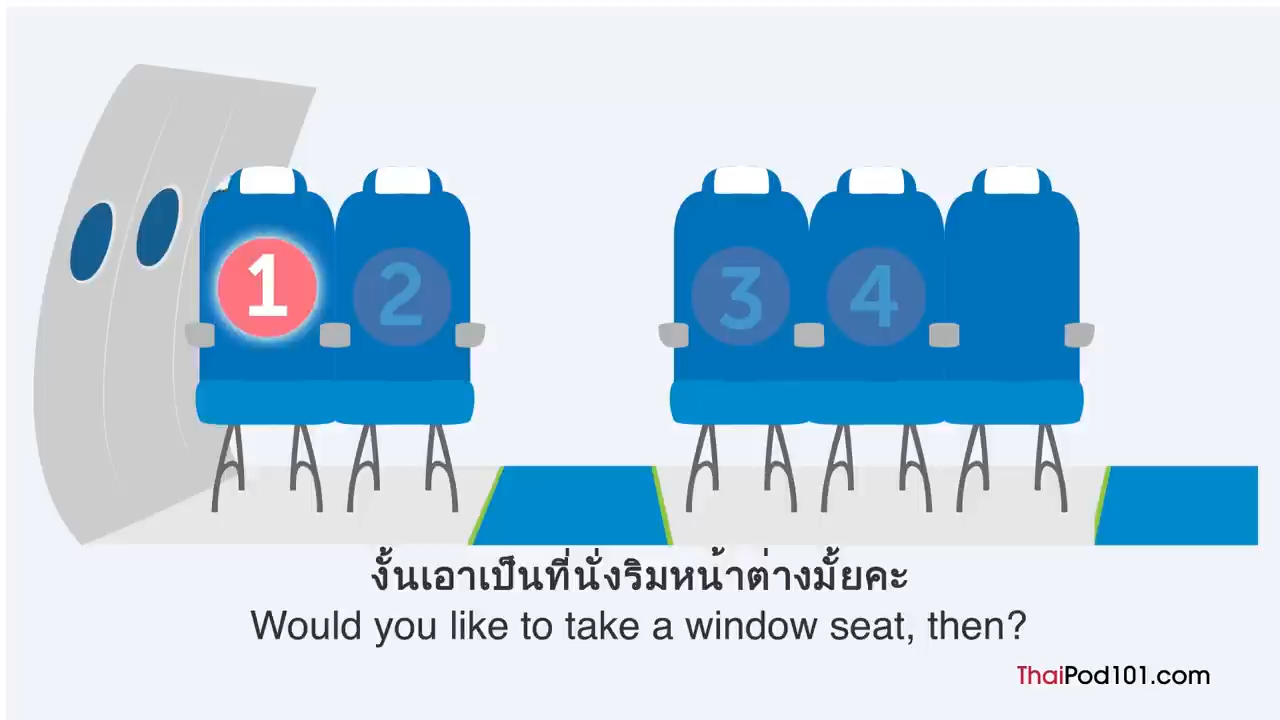 1 2 3 4
งั้นเอาเป็นที่นั่งริมหน้าต่างมั้ยคะ
Would you like to take a window seat, then?
ThaiPod101.com